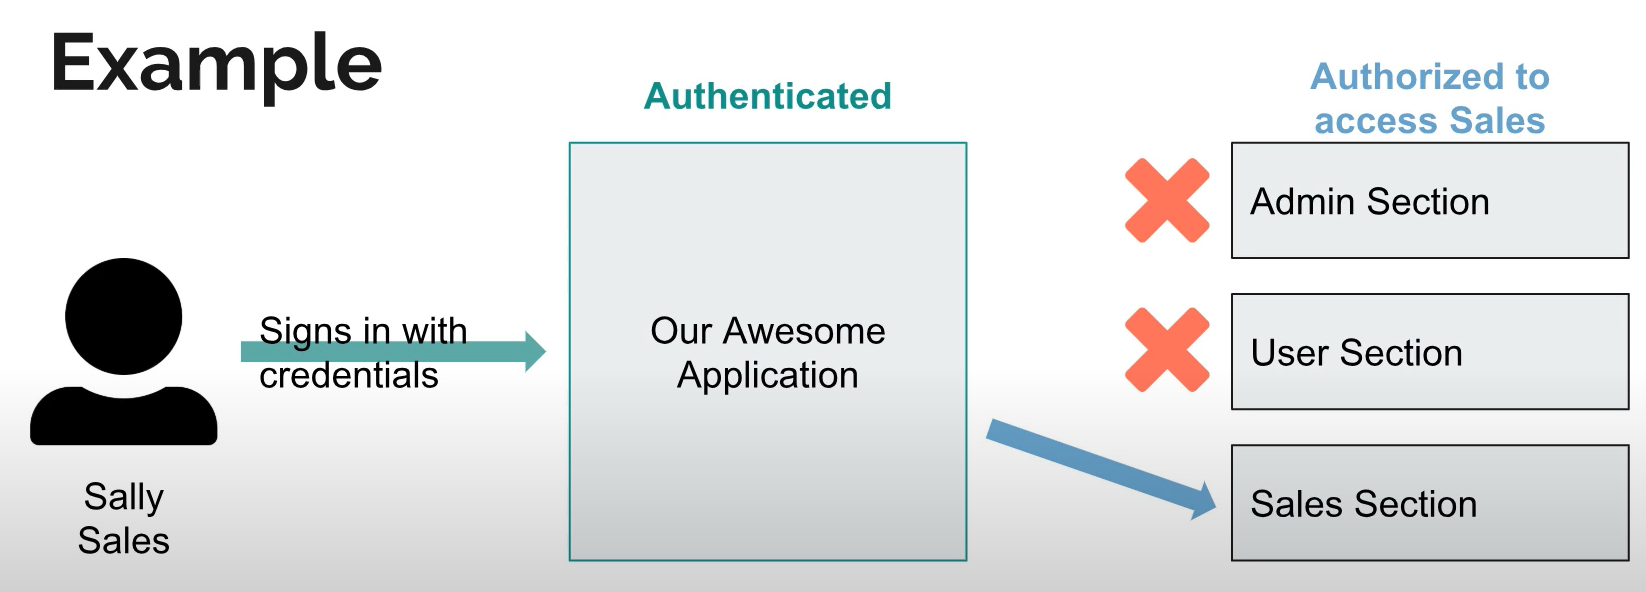 Example
Authenticated
Authorized to
access Sales
Admin Section
Signs in with
credentials
Our Awesome
Application
User Section
Sally
Sales
Sales Section